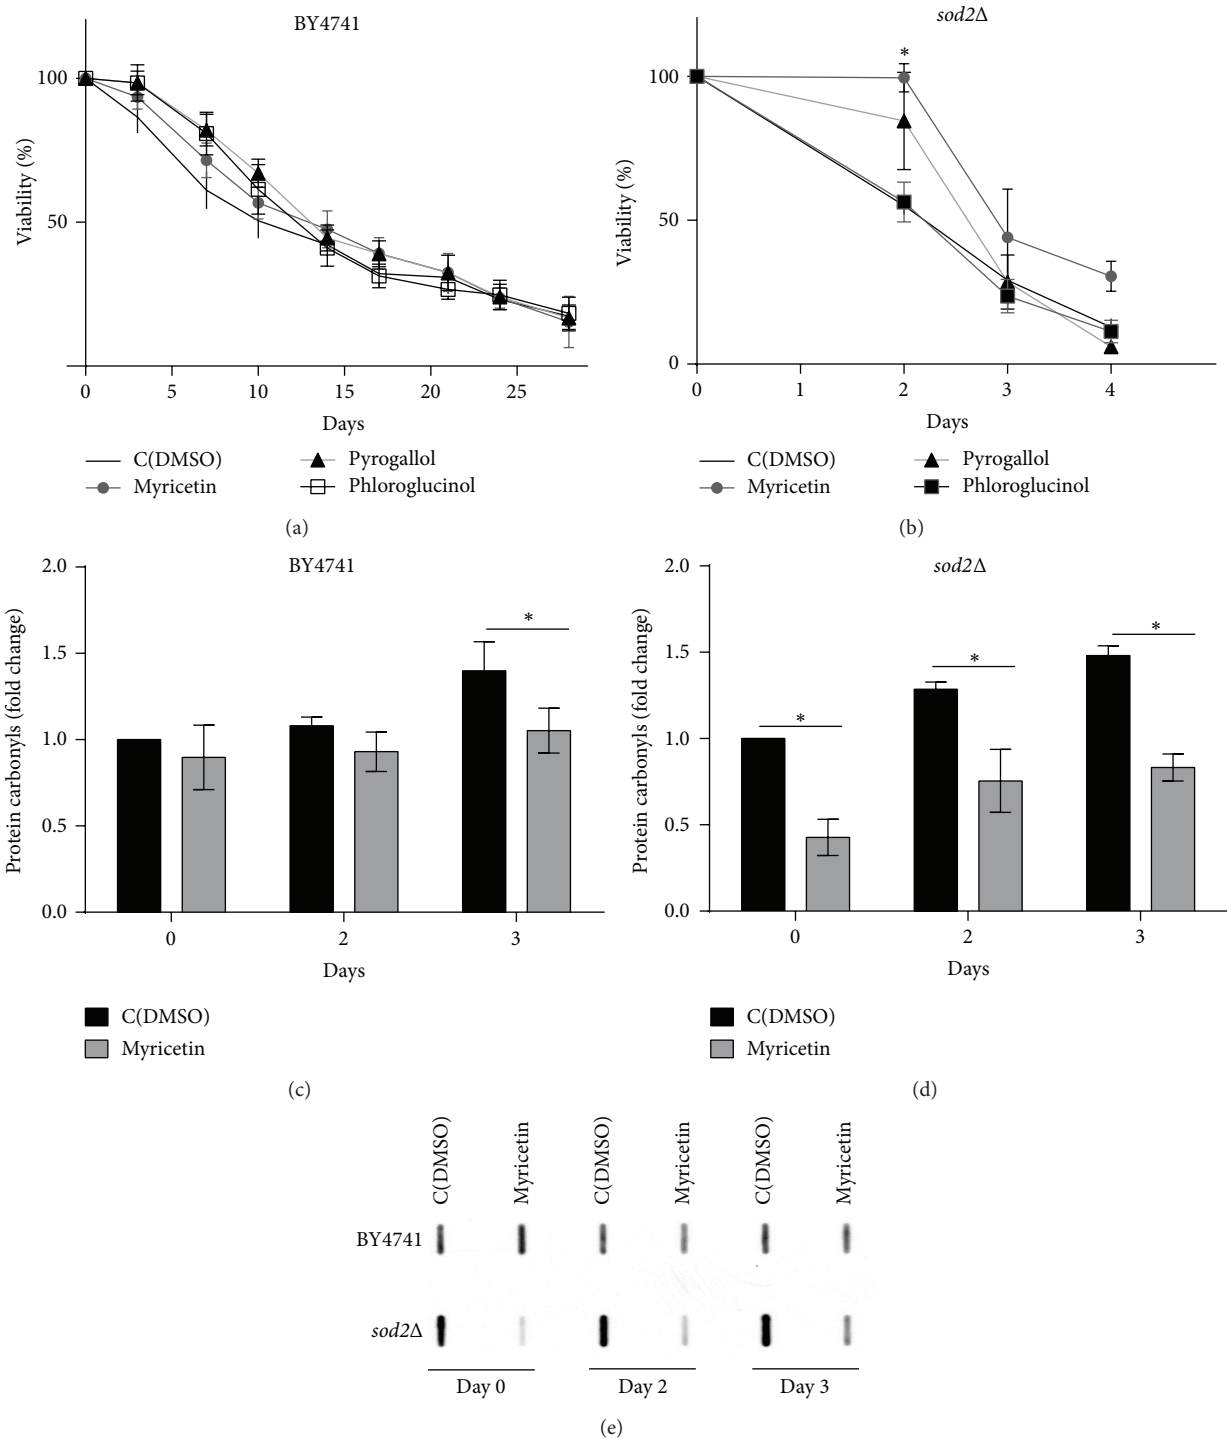 BY4741
Viability (%)
100
50
0 5 10 15 20 25
Days
C(DMSO) Pyrogallol
Myricetin Phloroglucinol
(a)
sod2Δ
*
Viability (%)
100
50
0
0 1 2 3 4
Days
C(DMSO) Pyrogallol
Myricetin Phloroglucinol
(b)
BY4741
Protein carbonyls (fold change)
2.0
1.5
1.0
0.5
0.0
*
0 2 3
Days
C(DMSO)
Myricetin
(c)
sod2Δ
Protein carbonyls (fold change)
2.0
1.5
1.0
0.5
0.0
* * *
0 2 3
Days
C(DMSO)
Myricetin
(d)
C(DMSO) Myricetin C(DMSO) Myricetin C(DMSO) Myricetin
BY4741
sod2Δ
Day 0 Day 2 Day 3
(e)